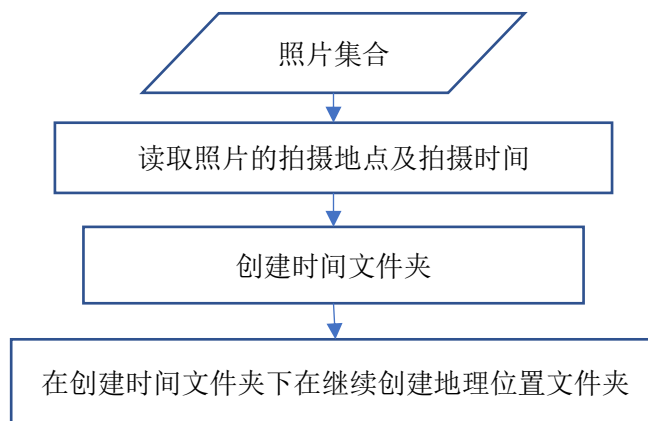 照片集合
读取照片的拍摄地点及拍摄时间
创建时间文件夹
在创建时间文件夹下在继续创建地理位置文件夹